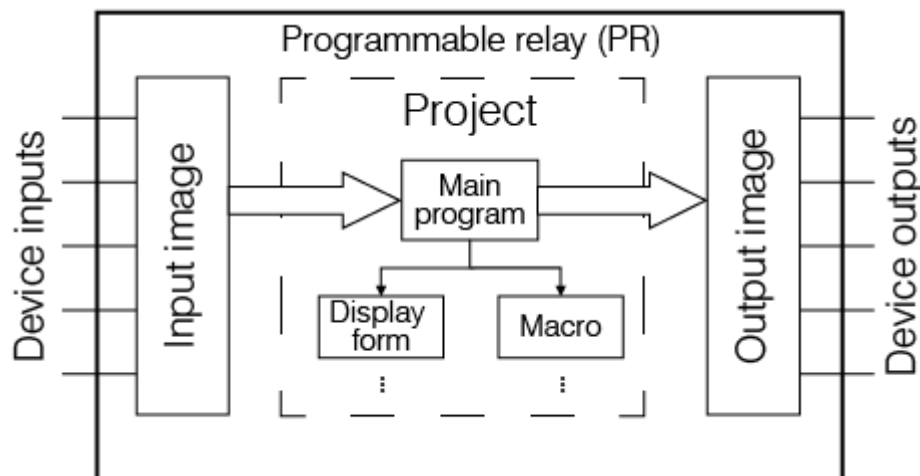 Programmable relay (PR)
Project
Device inputs
Input image
Main
program
Display
form
Macro
Output image
Device outputs